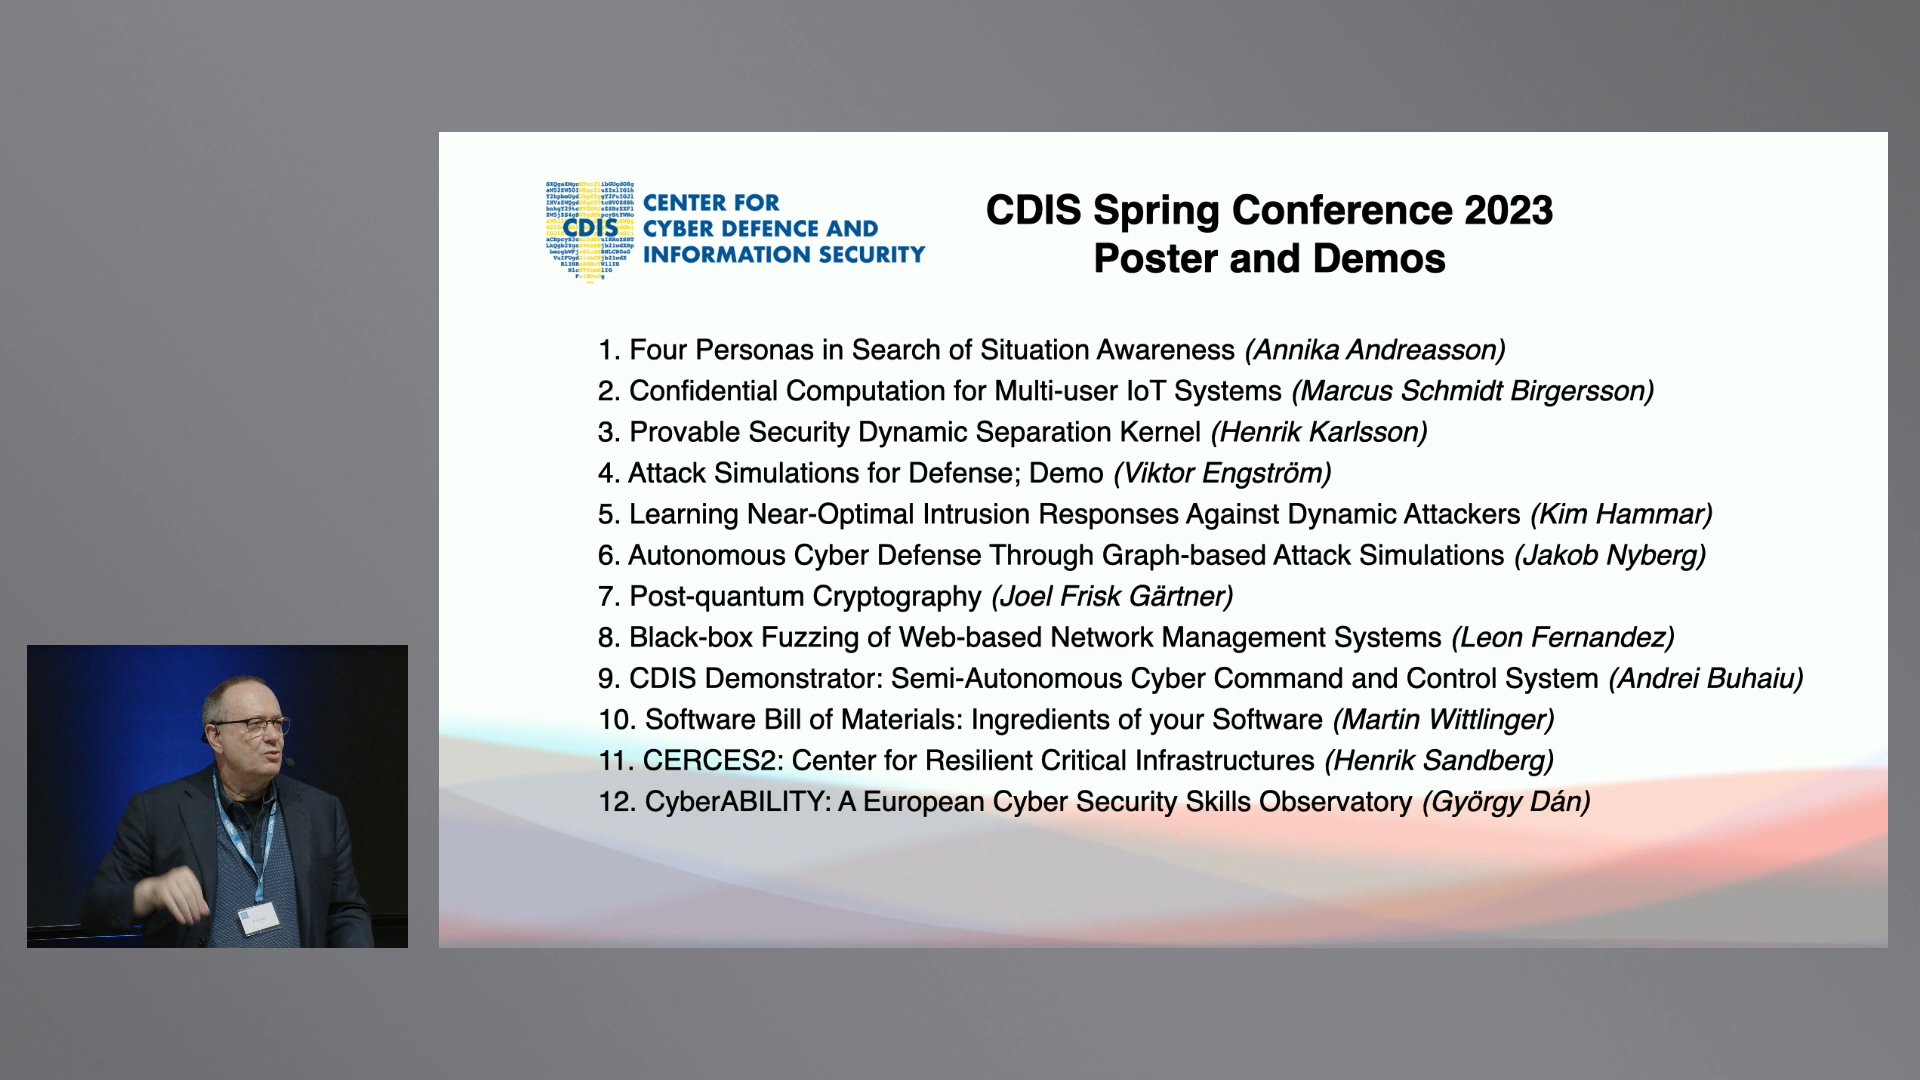 CDIS
CENTER FOR
CYBER DEFENCE AND
INFORMATION SECURITY
CDIS Spring Conference 2023
Poster and Demos
1. Four Personas in Search of Situation Awareness (Annika Andreasson)
2. Confidential Computation for Multi-user IoT Systems (Marcus Schmidt Birgersson)
3. Provable Security Dynamic Separation Kernel (Henrik Karlsson)
4. Attack Simulations for Defense; Demo (Viktor Engström)
5. Learning Near-Optimal Intrusion Responses Against Dynamic Attackers (Kim Hammar)
6. Autonomous Cyber Defense Through Graph-based Attack Simulations (Jakob Nyberg)
7. Post-quantum Cryptography (Joel Frisk Gärtner)
8. Black-box Fuzzing of Web-based Network Management Systems (Leon Fernandez)
9. CDIS Demonstrator: Semi-Autonomous Cyber Command and Control System (Andrei Buhaiu)
10. Software Bill of Materials: Ingredients of your Software (Martin Wittlinger)
11. CERCES2: Center for Resilient Critical Infrastructures (Henrik Sandberg)
12. CyberABILITY: A European Cyber Security Skills Observatory (György Dán)